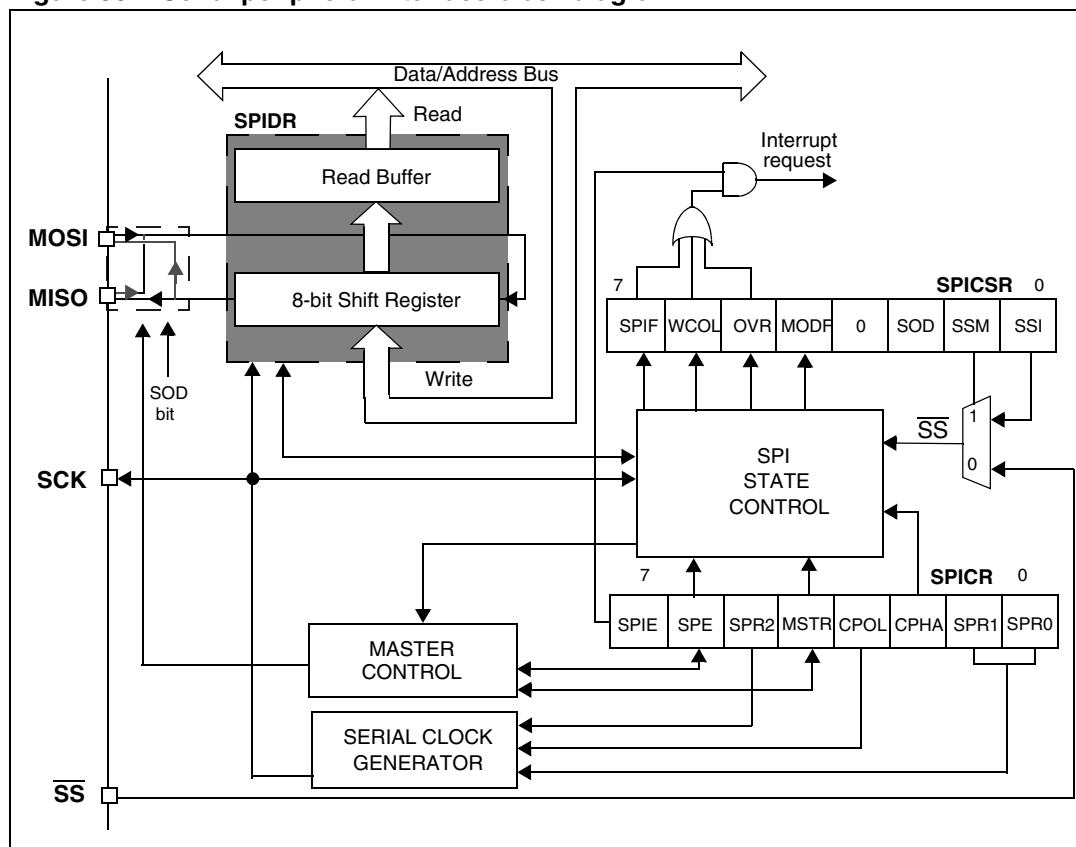 Data/Address Bus
Read
SPIDR
Interrupt
request
Read Buffer
MOSI
MISO
8-bit Shift Register
7
SPICSR
0
SPIF
WCOL
OVR
MODF
0
SOD
SSM
SSI
Write
SOD
bit
1
SS
0
SCK
SPI
STATE
CONTROL
7
SPICR
0
SPIE
SPE
SPR2
MSTR
CPOL
CPHA
SPR1
SPR0
MASTER
CONTROL
SERIAL CLOCK
GENERATOR
SS